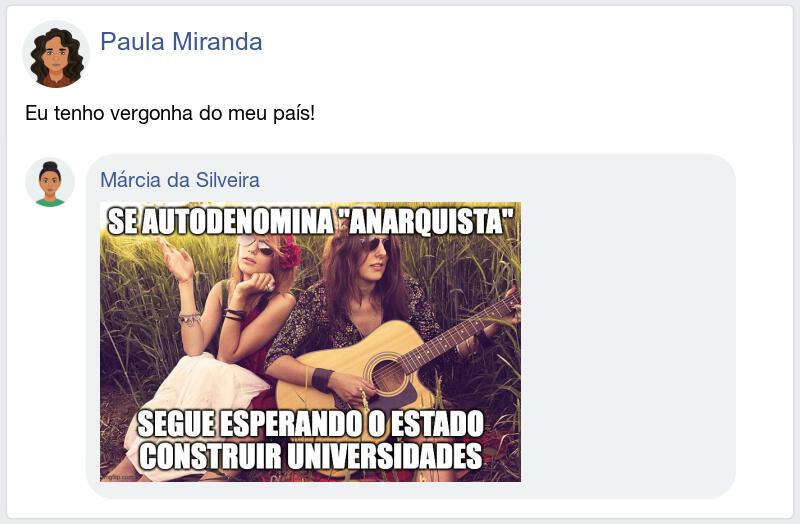 Paula Miranda
Eu tenho vergonha do meu país!
Márcia da Silveira
SE AUTODENOMINA "ANARQUISTA"
SEGUE ESPERANDO O ESTADO
CONSTRUIR UNIVERSIDADES
imgflip.com